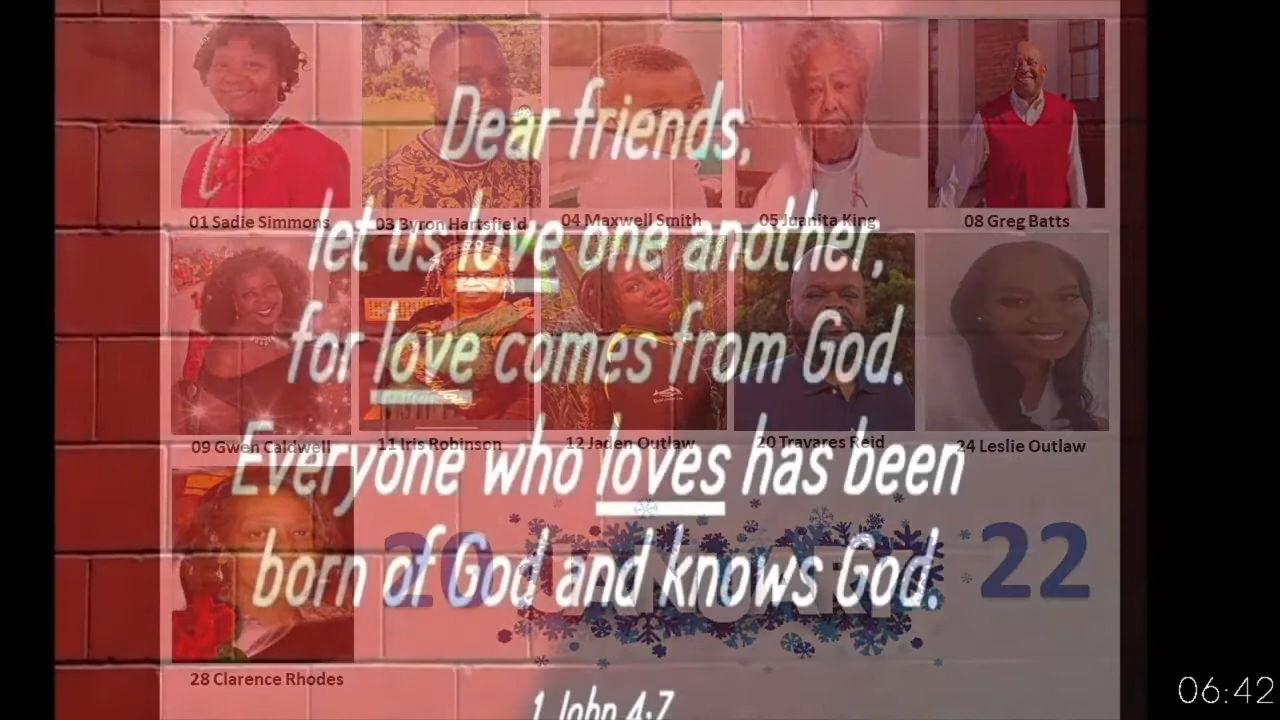 Dear friends,
let us love one another,
for love comes from God.
Everyone who loves has been
born of God and knows God.
1 John 4:7
01 Sadie Simmons
03 Byron Hartsfield
04 Maxwell Smith
05 Juanita King
08 Greg Batts
09 Gwen Caldwell
11 Iris Robinson
12 Jaden Outlaw
20 Travares Reid
24 Leslie Outlaw
28 Clarence Rhodes
20 JANUARY 22
06:42